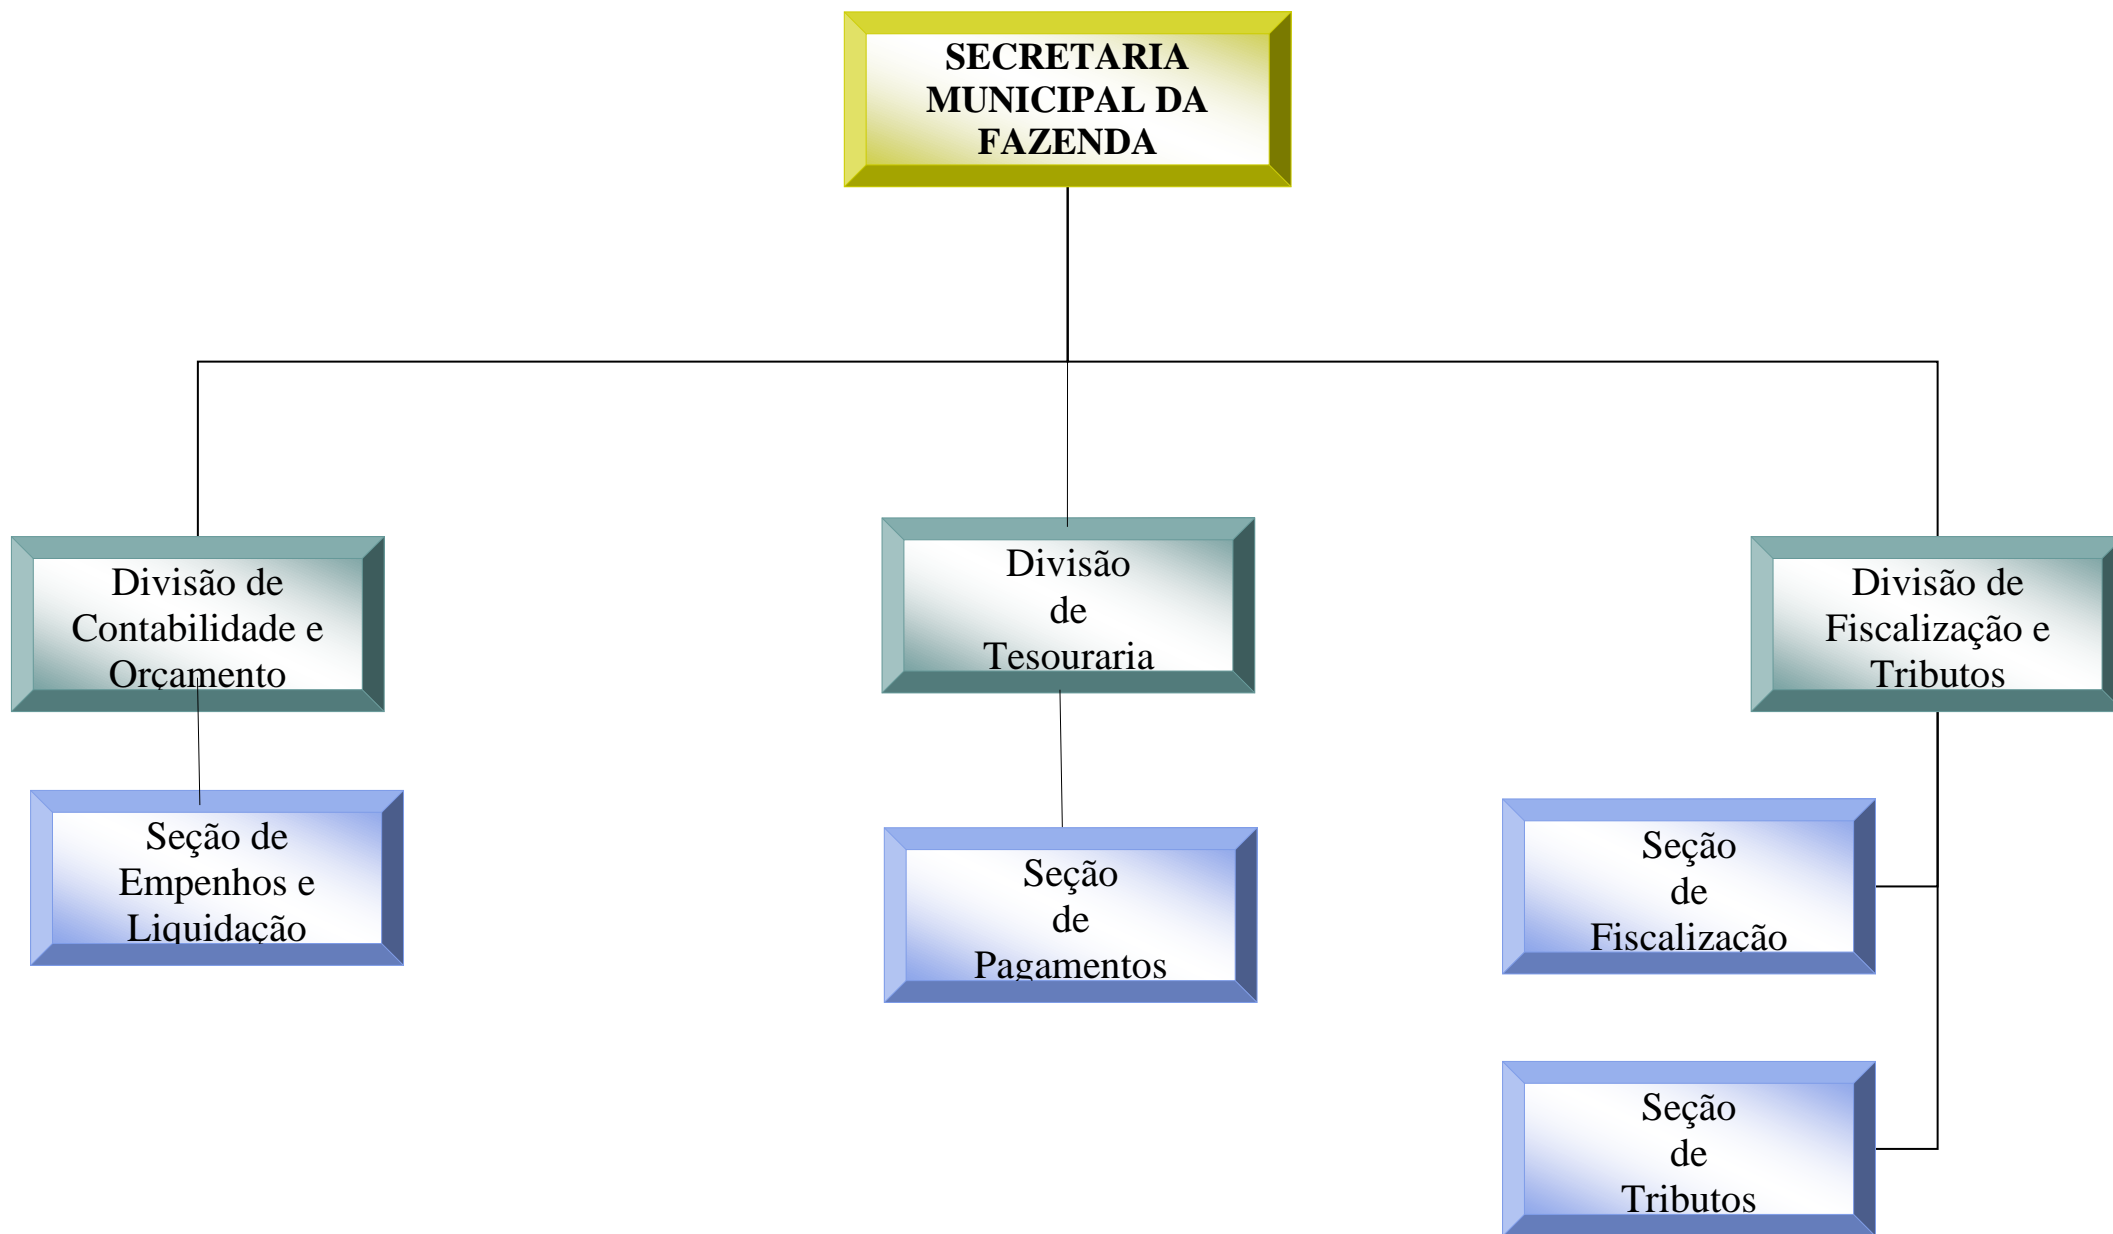 SECRETARIA
MUNICIPAL DA
FAZENDA
Divisão de
Contabilidade e
Orçamento
Divisão
de
Tesouraria
Divisão de
Fiscalização e
Tributos
Seção de
Empenhos e
Liquidação
Seção
de
Pagamentos
Seção
de
Fiscalização
Seção
de
Tributos